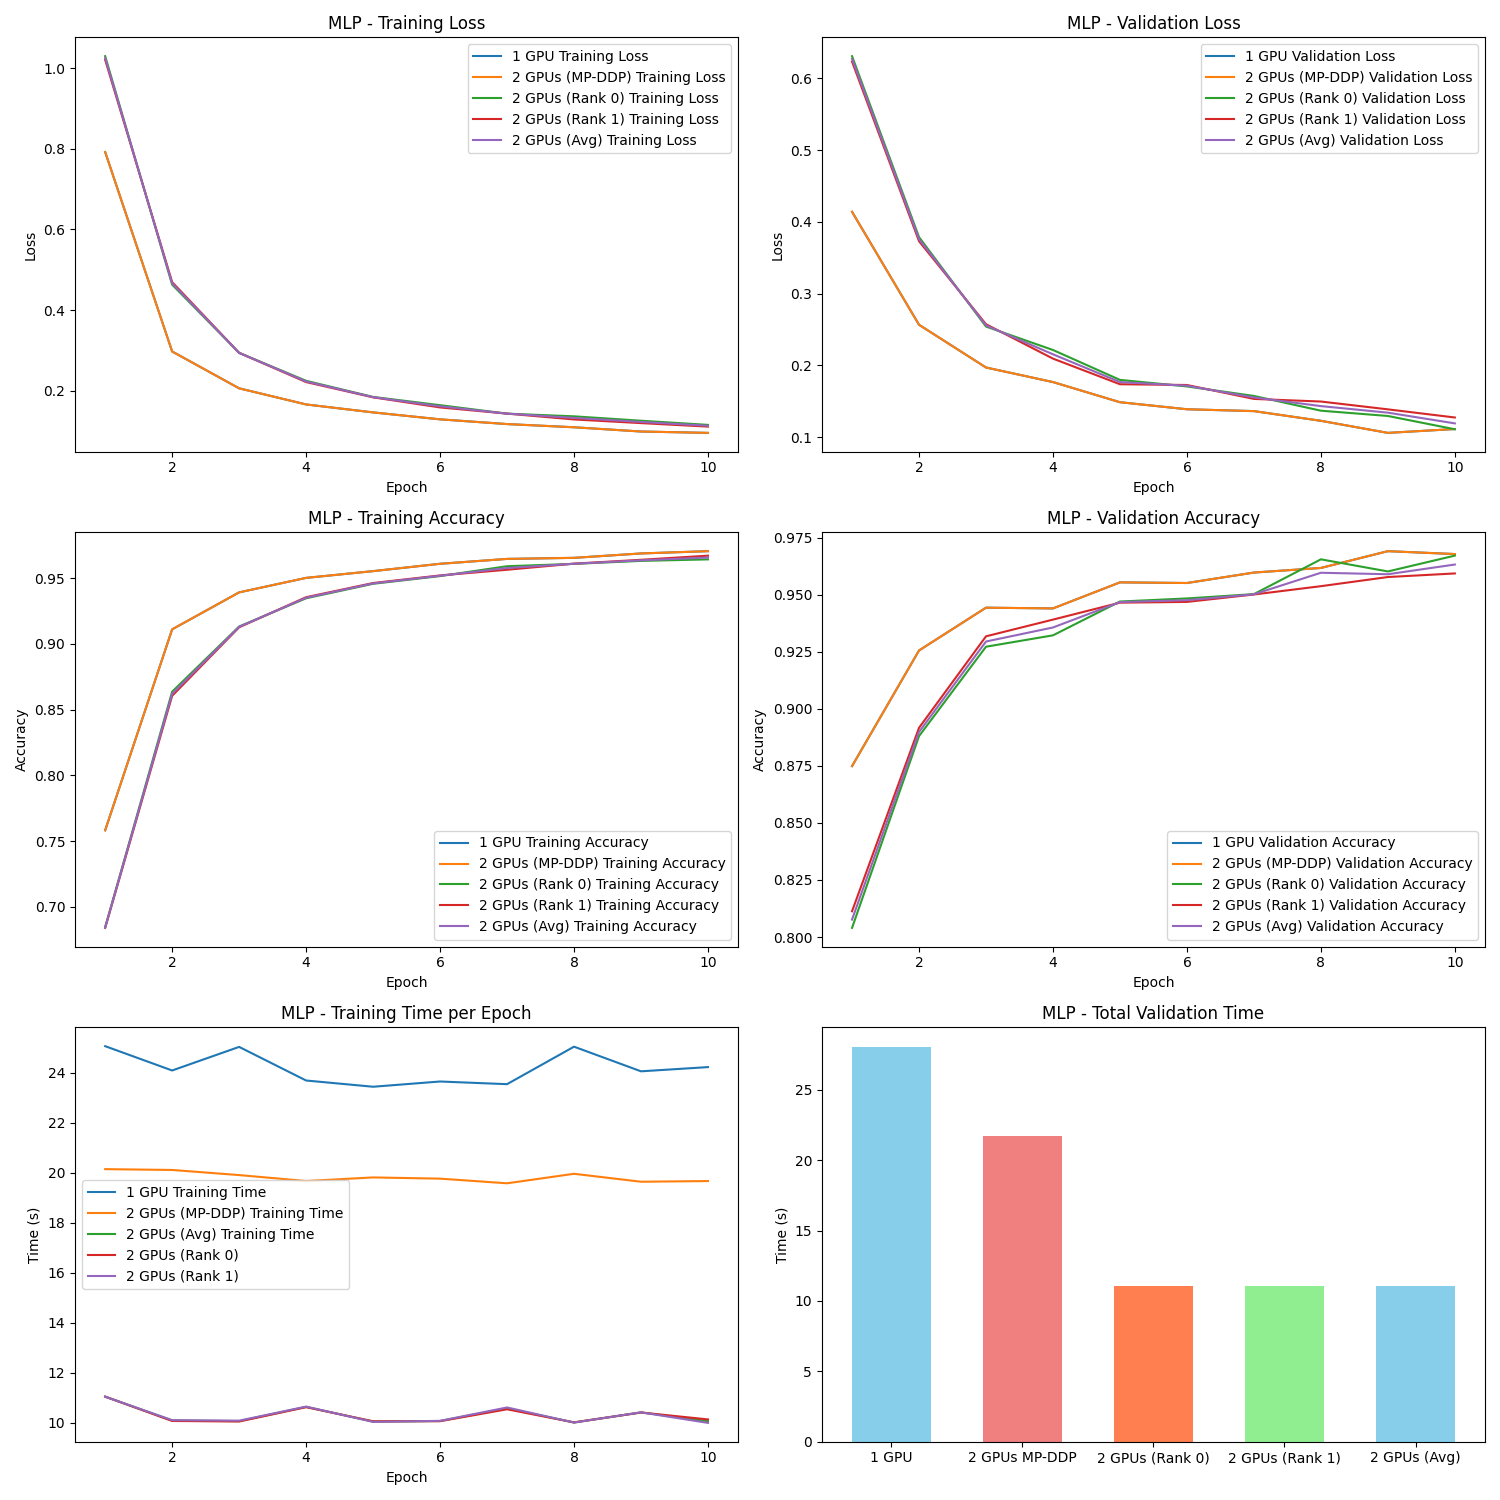 MLP - Training Loss
1.0
0.8
0.6
0.4
0.2
Loss
1 GPU Training Loss
2 GPUs (MP-DDP) Training Loss
2 GPUs (Rank 0) Training Loss
2 GPUs (Rank 1) Training Loss
2 GPUs (Avg) Training Loss
2 4 6 8 10
Epoch
MLP - Validation Loss
0.6
0.5
0.4
0.3
0.2
0.1
Loss
1 GPU Validation Loss
2 GPUs (MP-DDP) Validation Loss
2 GPUs (Rank 0) Validation Loss
2 GPUs (Rank 1) Validation Loss
2 GPUs (Avg) Validation Loss
2 4 6 8 10
Epoch
MLP - Training Accuracy
0.95
0.90
0.85
0.80
0.75
0.70
Accuracy
1 GPU Training Accuracy
2 GPUs (MP-DDP) Training Accuracy
2 GPUs (Rank 0) Training Accuracy
2 GPUs (Rank 1) Training Accuracy
2 GPUs (Avg) Training Accuracy
2 4 6 8 10
Epoch
MLP - Validation Accuracy
0.975
0.950
0.925
0.900
0.875
0.850
0.825
0.800
Accuracy
1 GPU Validation Accuracy
2 GPUs (MP-DDP) Validation Accuracy
2 GPUs (Rank 0) Validation Accuracy
2 GPUs (Rank 1) Validation Accuracy
2 GPUs (Avg) Validation Accuracy
2 4 6 8 10
Epoch
MLP - Training Time per Epoch
24
22
20
18
16
14
12
10
Time (s)
1 GPU Training Time
2 GPUs (MP-DDP) Training Time
2 GPUs (Avg) Training Time
2 GPUs (Rank 0)
2 GPUs (Rank 1)
2 4 6 8 10
Epoch
MLP - Total Validation Time
25
20
15
10
5
0
Time (s)
1 GPU 2 GPUs MP-DDP 2 GPUs (Rank 0) 2 GPUs (Rank 1) 2 GPUs (Avg)